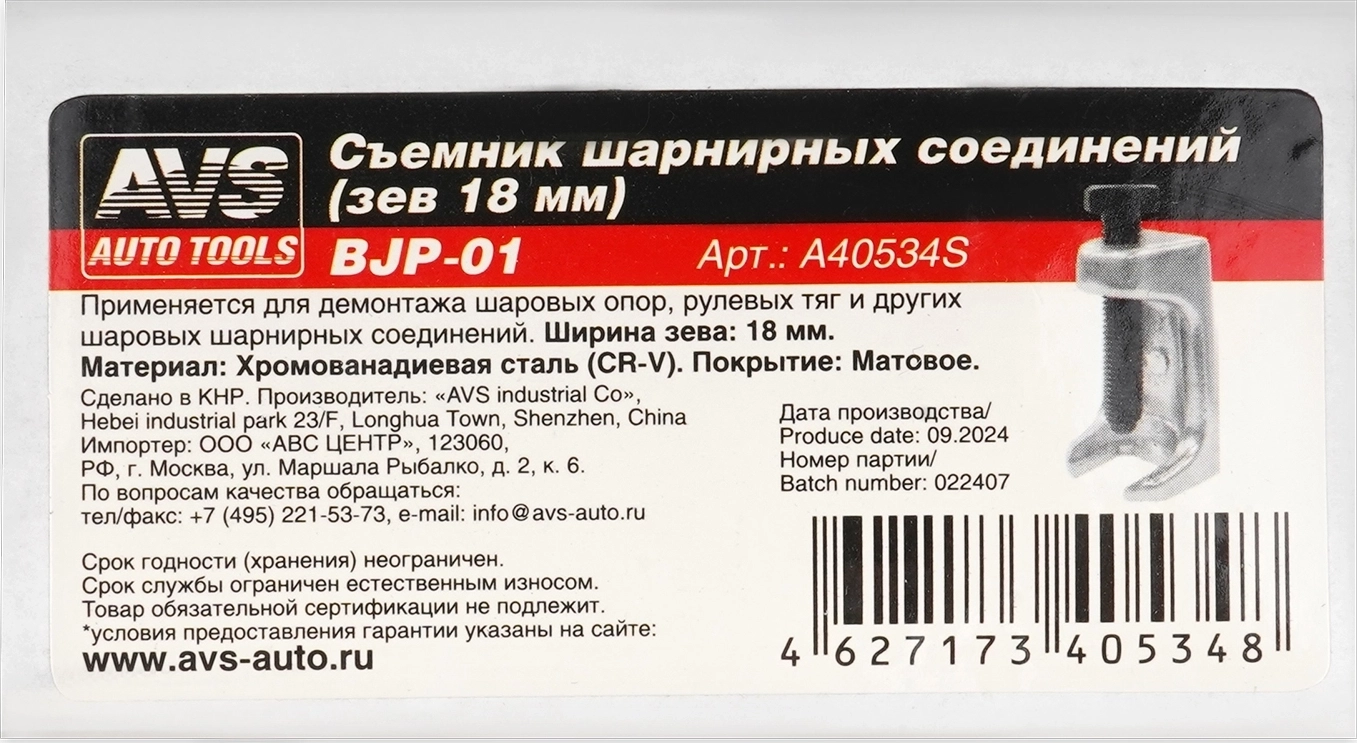 AVS
AUTO TOOLS
Съемник шарнирных соединений
(зев 18 мм)
BJP-01
Арт.: A40534S
Применяется для демонтажа шаровых опор, рулевых тяг и других
шаровых шарнирных соединений. Ширина зева: 18 мм.
Материал: Хромованадиевая сталь (CR-V). Покрытие: Матовое.
Сделано в КНР. Производитель: «AVS industrial Co»,
Hebei industrial park 23/F, Longhua Town, Shenzhen, China
Импортер: ООО «АВС ЦЕНТР», 123060,
РФ, г. Москва, ул. Маршала Рыбалко, д. 2, к. 6.
По вопросам качества обращаться:
тел/факс: +7 (495) 221-53-73, e-mail: info@avs-auto.ru
Дата производства/
Produce date: 09.2024
Номер партии/
Batch number: 022407
Срок годности (хранения) неограничен.
Срок службы ограничен естественным износом.
Товар обязательной сертификации не подлежит.
*условия предоставления гарантии указаны на сайте:
www.avs-auto.ru
4 627173 405348